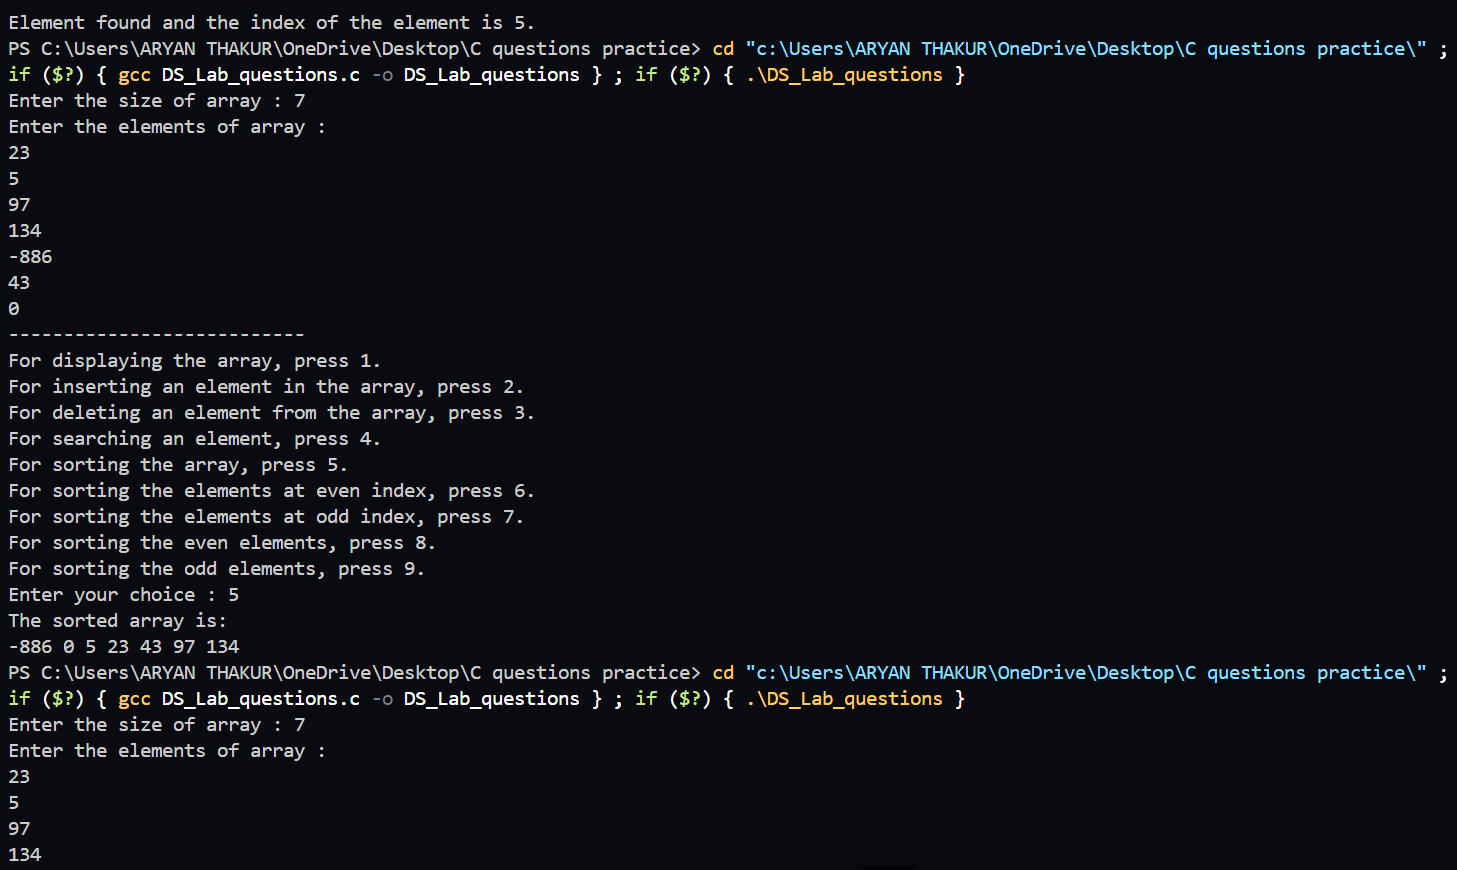 Element found and the index of the element is 5.
PS C:\Users\ARYAN THAKUR\OneDrive\Desktop\C questions practice> cd "c:\Users\ARYAN THAKUR\OneDrive\Desktop\C questions practice\" ;
if ($?) { gcc DS_Lab_questions.c -o DS_Lab_questions } ; if ($?) { .\DS_Lab_questions }
Enter the size of array : 7
Enter the elements of array :
23
5
97
134
-886
43
0
---------------------------
For displaying the array, press 1.
For inserting an element in the array, press 2.
For deleting an element from the array, press 3.
For searching an element, press 4.
For sorting the array, press 5.
For sorting the elements at even index, press 6.
For sorting the elements at odd index, press 7.
For sorting the even elements, press 8.
For sorting the odd elements, press 9.
Enter your choice : 5
The sorted array is:
-886 0 5 23 43 97 134
PS C:\Users\ARYAN THAKUR\OneDrive\Desktop\C questions practice> cd "c:\Users\ARYAN THAKUR\OneDrive\Desktop\C questions practice\" ;
if ($?) { gcc DS_Lab_questions.c -o DS_Lab_questions } ; if ($?) { .\DS_Lab_questions }
Enter the size of array : 7
Enter the elements of array :
23
5
97
134